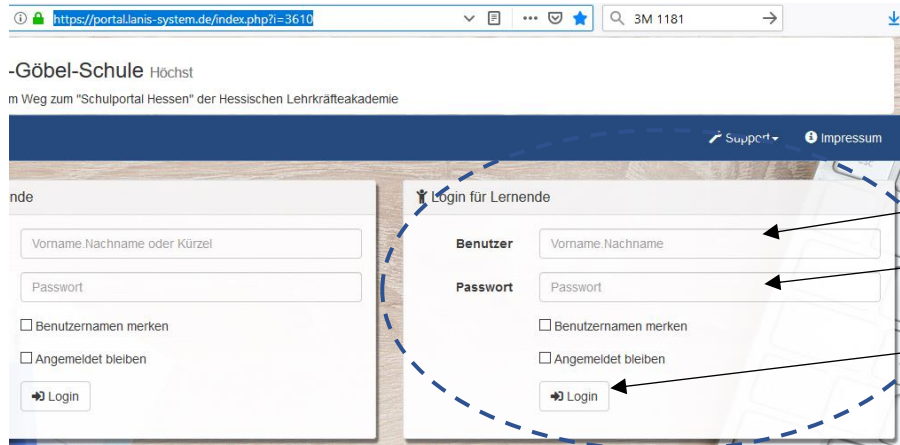 https://portal.lanis-system.de/index.php?i=3610
3M 1181
-Göbel-Schule Höchst
m Weg zum "Schulportal Hessen" der Hessischen Lehrkräfteakademie
Support
Impressum
nde
Vorname.Nachname oder Kürzel
Passwort
Benutzernamen merken
Angemeldet bleiben
Login
Login für Lernende
Benutzer
Vorname.Nachname
Passwort
Passwort
Benutzernamen merken
Angemeldet bleiben
Login